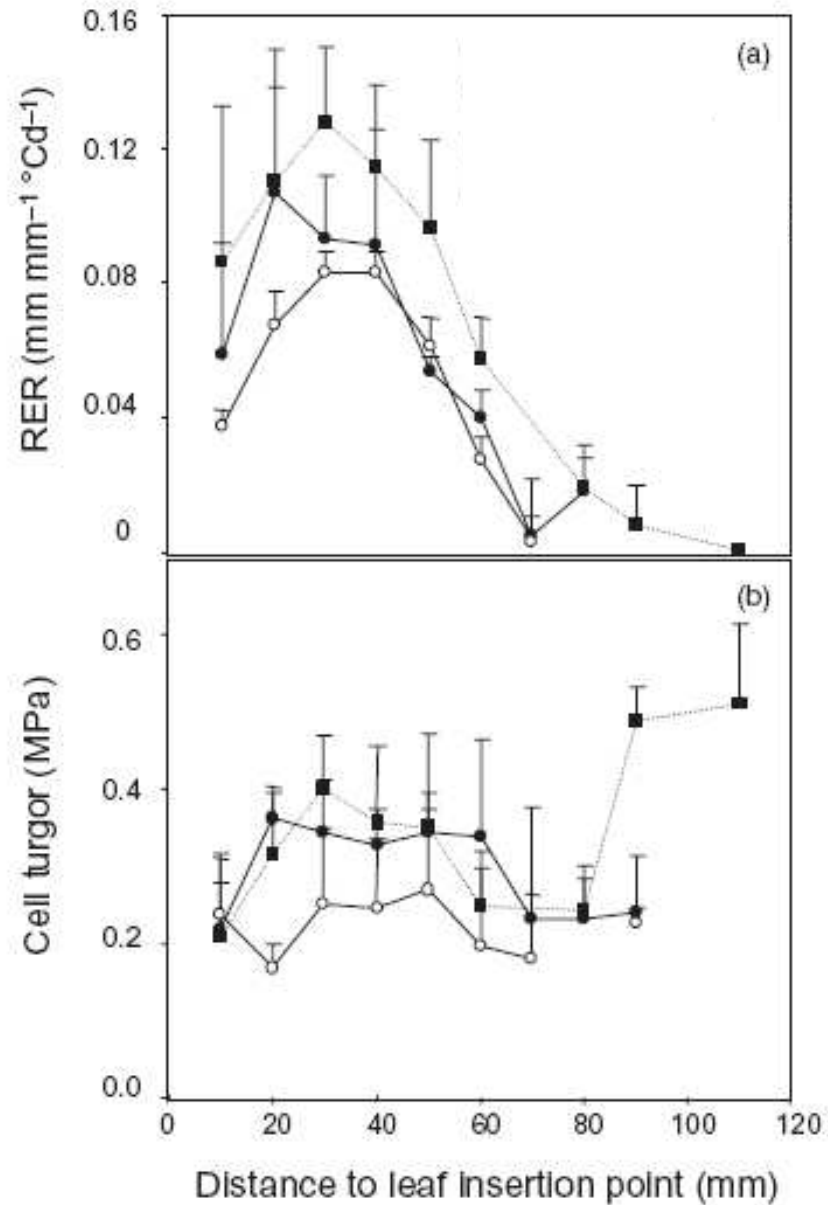 (a)
RER (mm mm⁻¹ °Cd⁻¹)
0.16
0.12
0.08
0.04
0
(b)
Cell turgor (MPa)
0.6
0.4
0.2
0.0
0 20 40 60 80 100 120
Distance to leaf insertion point (mm)